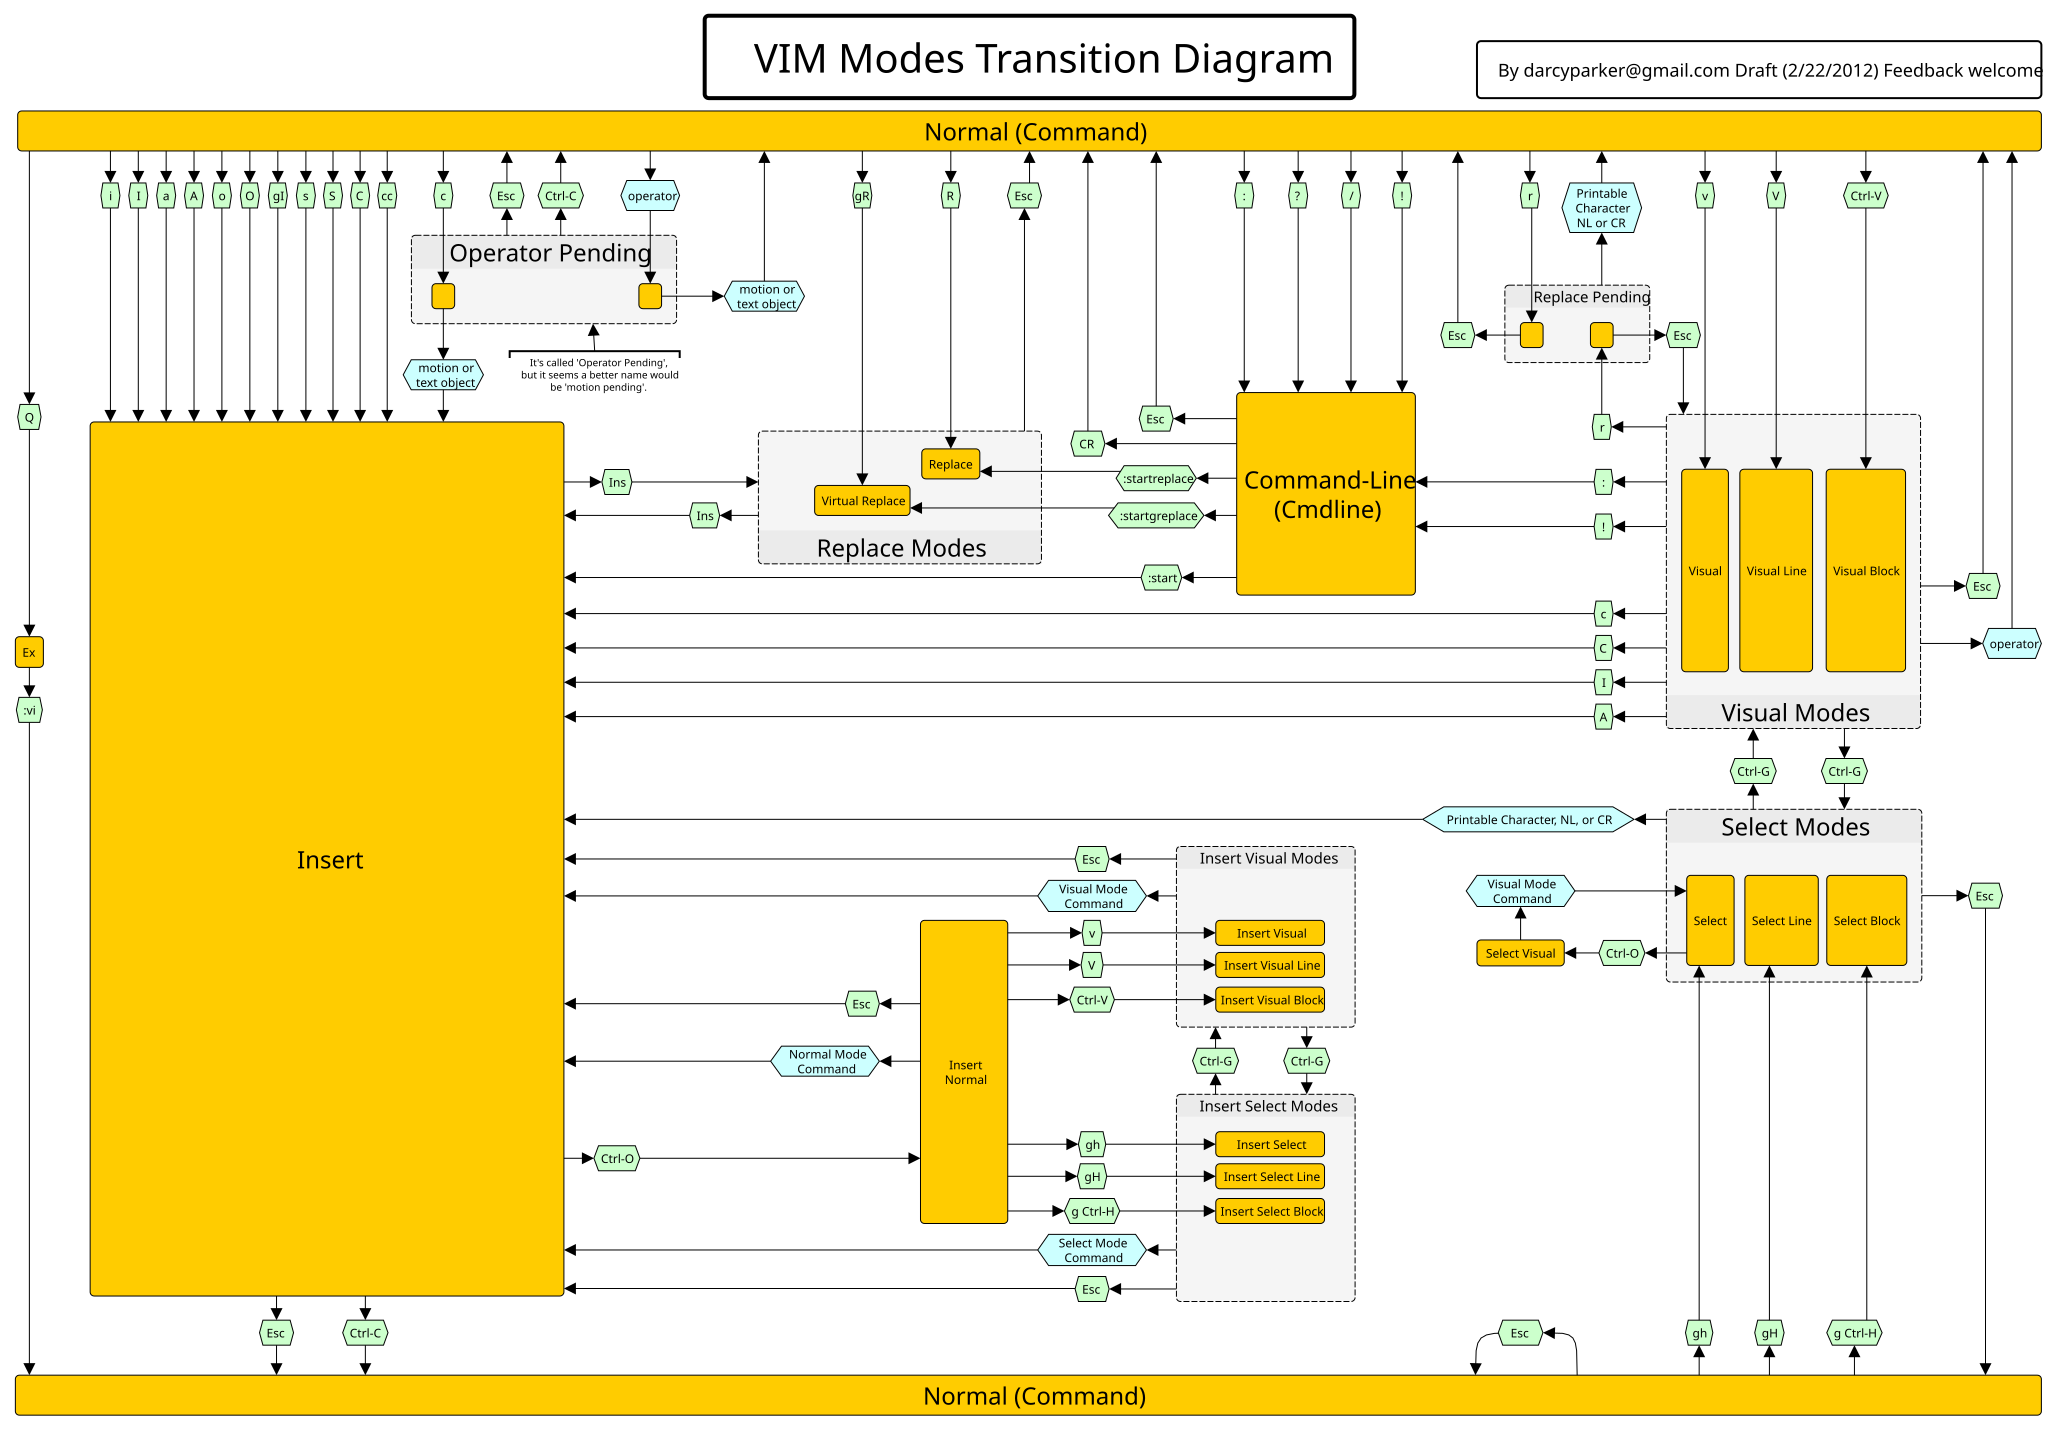 VIM Modes Transition Diagram
By darcyparker@gmail.com Draft (2/22/2012) Feedback welcome
Normal (Command)
i
I
a
A
o
O
gI
s
S
C
cc
c
Esc
Ctrl-C
operator
gR
R
Esc
:
?
/
!
r
Printable
Character
NL or CR
v
V
Ctrl-V
Operator Pending
motion or
text object
Replace Pending
Esc
Esc
It's called 'Operator Pending',
but it seems a better name would
be 'motion pending'.
motion or
text object
Q
Esc
CR
r
Ins
Replace
:startreplace
Command-Line
(Cmdline)
:
Virtual Replace
Ins
:startgreplace
!
Replace Modes
:start
Visual
Visual Line
Visual Block
Esc
c
operator
Ex
C
I
:vi
A
Visual Modes
Ctrl-G
Ctrl-G
Printable Character, NL, or CR
Select Modes
Insert
Esc
Insert Visual Modes
Visual Mode
Command
Visual Mode
Command
Esc
v
Insert Visual
Select
Select Line
Select Block
V
Insert Visual Line
Select Visual
Ctrl-O
Esc
Ctrl-V
Insert Visual Block
Normal Mode
Command
Insert
Normal
Ctrl-G
Ctrl-G
Insert Select Modes
Ctrl-O
gh
Insert Select
gH
Insert Select Line
g Ctrl-H
Insert Select Block
Select Mode
Command
Esc
Esc
Ctrl-C
Esc
gh
gH
g Ctrl-H
Normal (Command)